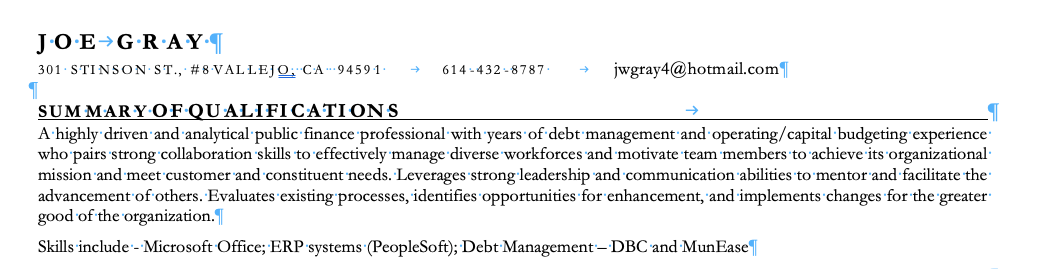 JOE GRAY
301 STINSON ST., #8 VALLEJO, CA 94591 614-432-8787 jwgray4@hotmail.com
SUMMARY OF QUALIFICATIONS
A highly driven and analytical public finance professional with years of debt management and operating/capital budgeting experience
who pairs strong collaboration skills to effectively manage diverse workforces and motivate team members to achieve its organizational
mission and meet customer and constituent needs. Leverages strong leadership and communication abilities to mentor and facilitate the
advancement of others. Evaluates existing processes, identifies opportunities for enhancement, and implements changes for the greater
good of the organization.
Skills include - Microsoft Office; ERP systems (PeopleSoft); Debt Management – DBC and MunEase